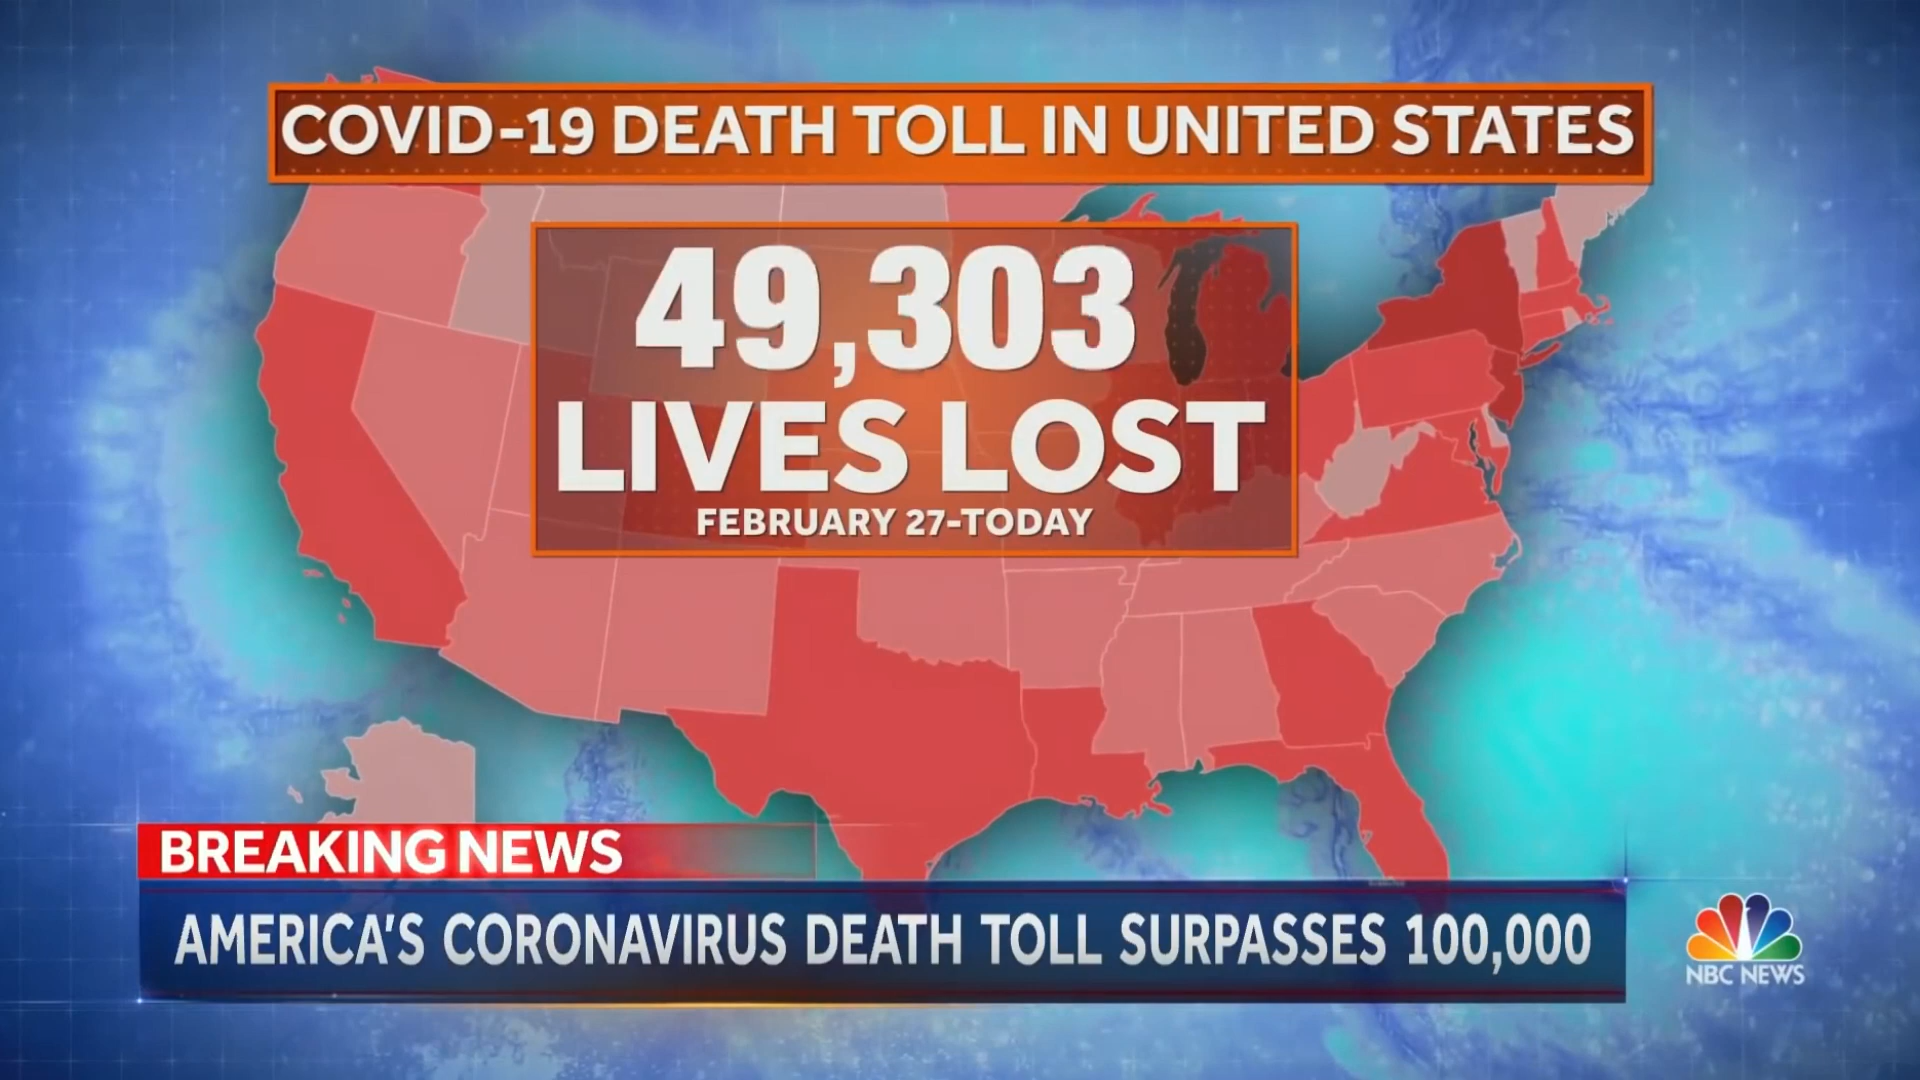 COVID-19 DEATH TOLL IN UNITED STATES
49,303
LIVES LOST
FEBRUARY 27-TODAY
BREAKING NEWS
AMERICA'S CORONAVIRUS DEATH TOLL SURPASSES 100,000
NBC NEWS